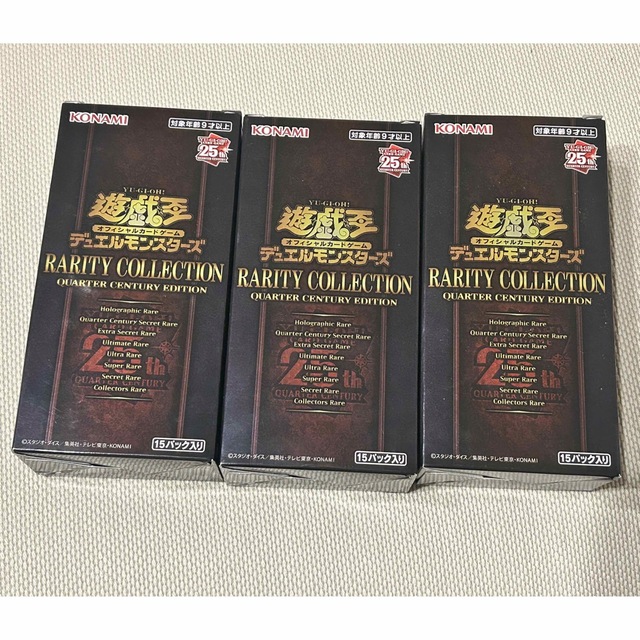 KONAMI
対象年齢9才以上
25th
YU-GI-OH!
遊戯王
オフィシャルカードゲーム
デュエルモンスターズ
RARITY COLLECTION
QUARTER CENTURY EDITION
Holographic Rare
Quarter Century Secret Rare
Extra Secret Rare
Ultimate Rare
Ultra Rare
Super Rare
Secret Rare
Collectors Rare
25th
QUARTER CENTURY
15パック入り
©スタジオ・ダイス/集英社・テレビ東京・KONAMI
KONAMI
対象年齢9才以上
25th
YU-GI-OH!
遊戯王
オフィシャルカードゲーム
デュエルモンスターズ
RARITY COLLECTION
QUARTER CENTURY EDITION
Holographic Rare
Quarter Century Secret Rare
Extra Secret Rare
Ultimate Rare
Ultra Rare
Super Rare
Secret Rare
Collectors Rare
25th
QUARTER CENTURY
15パック入り
©スタジオ・ダイス/集英社・テレビ東京・KONAMI
KONAMI
対象年齢9才以上
25th
YU-GI-OH!
遊戯王
オフィシャルカードゲーム
デュエルモンスターズ
RARITY COLLECTION
QUARTER CENTURY EDITION
Holographic Rare
Quarter Century Secret Rare
Extra Secret Rare
Ultimate Rare
Ultra Rare
Super Rare
Secret Rare
Collectors Rare
25th
QUARTER CENTURY
15パック入り
©スタジオ・ダイス/集英社・テレビ東京・KONAMI